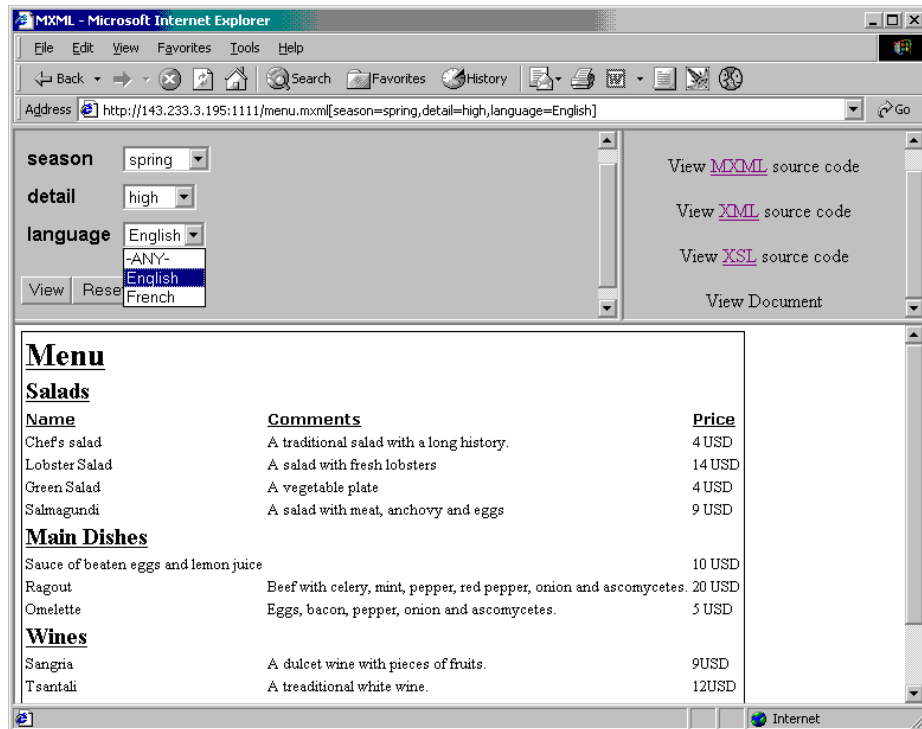 MXML - Microsoft Internet Explorer
File Edit View Favorites Tools Help
Back Search Favorites History
Address http://143.233.3.195:1111/menu.mxml[season=spring,detail=high,language=English] Go
season spring
detail high
language English
-ANY-
English
French
View Rese
View MXML source code
View XML source code
View XSL source code
View Document
Menu
Salads
Name Comments Price
Chef's salad A traditional salad with a long history. 4 USD
Lobster Salad A salad with fresh lobsters 14 USD
Green Salad A vegetable plate 4 USD
Salmagundi A salad with meat, anchovy and eggs 9 USD
Main Dishes
Sauce of beaten eggs and lemon juice 10 USD
Ragout Beef with celery, mint, pepper, red pepper, onion and ascomycetes. 20 USD
Omelette Eggs, bacon, pepper, onion and ascomycetes. 5 USD
Wines
Sangria A dulcet wine with pieces of fruits. 9USD
Tsantali A treaditional white wine. 12USD
Internet